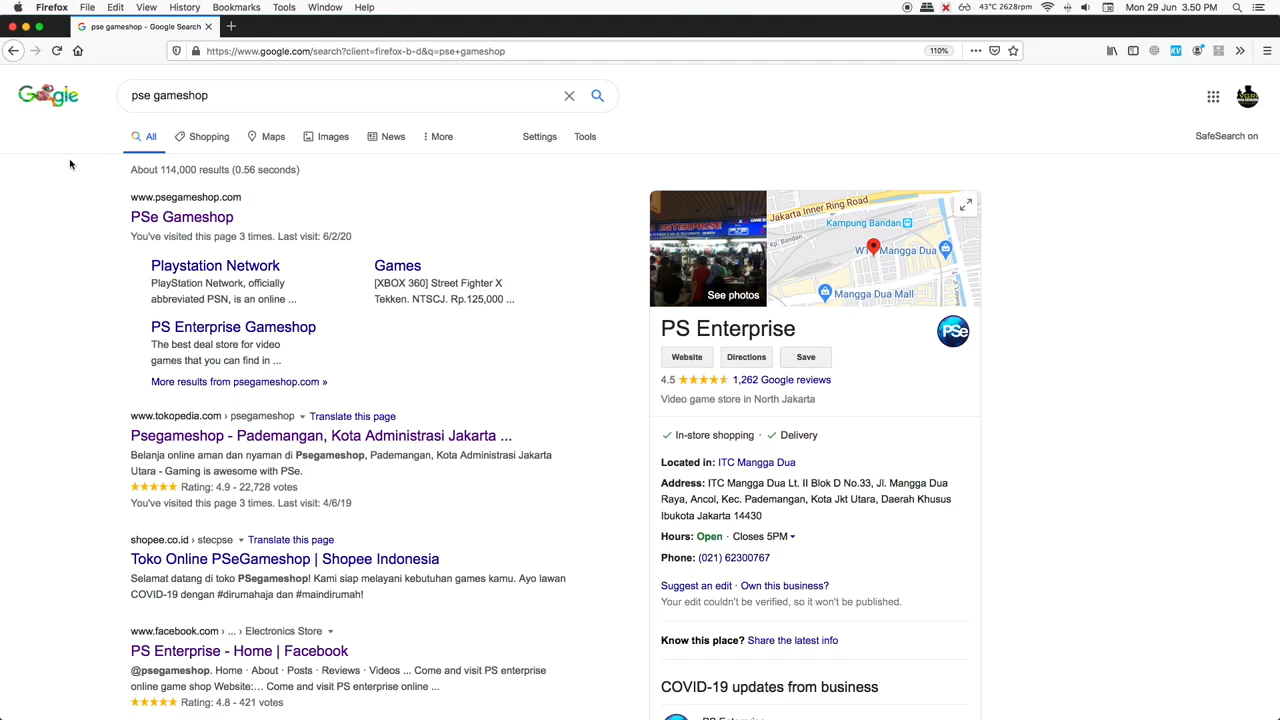 Firefox File Edit View History Bookmarks Tools Window Help 43°C 2628rpm Mon 29 Jun 3.50 PM
pse gameshop - Google Search
https://www.google.com/search?client=firefox-b-d&q=pse+gameshop 110%
Google pse gameshop
All Shopping Maps Images News More Settings Tools SafeSearch on
About 114,000 results (0.56 seconds)
www.psegameshop.com
PSe Gameshop
You've visited this page 3 times. Last visit: 6/2/20
Playstation Network
PlayStation Network, officially
abbreviated PSN, is an online ...
Games
[XBOX 360] Street Fighter X
Tekken. NTSCJ. Rp.125,000 ...
PS Enterprise Gameshop
The best deal store for video
games that you can find in ...
More results from psegameshop.com »
www.tokopedia.com › psegameshop Translate this page
Psegameshop - Pademangan, Kota Administrasi Jakarta ...
Belanja online aman dan nyaman di Psegameshop, Pademangan, Kota Administrasi Jakarta
Utara - Gaming is awesome with PSe.
Rating: 4.9 - 22,728 votes
You've visited this page 3 times. Last visit: 4/6/19
shopee.co.id › stecpse Translate this page
Toko Online PSeGameshop | Shopee Indonesia
Selamat datang di toko PSegameshop! Kami siap melayani kebutuhan games kamu. Ayo lawan
COVID-19 dengan #dirumahaja dan #maindirumah!
www.facebook.com › ... › Electronics Store
PS Enterprise - Home | Facebook
@psegameshop. Home · About · Posts · Reviews · Videos ... Come and visit PS enterprise
online game shop Website:... Come and visit PS enterprise online ...
Rating: 4.8 - 421 votes
ENTERPRISE
See photos
Jakarta Inner Ring Road
Kampung Bandan
Kp. Bandan
Mangga Dua
Mangga Dua Mall
PS Enterprise
PSe
Website Directions Save
4.5 1,262 Google reviews
Video game store in North Jakarta
In-store shopping · Delivery
Located in: ITC Mangga Dua
Address: ITC Mangga Dua Lt. II Blok D No.33, Jl. Mangga Dua
Raya, Ancol, Kec. Pademangan, Kota Jkt Utara, Daerah Khusus
Ibukota Jakarta 14430
Hours: Open · Closes 5PM
Phone: (021) 62300767
Suggest an edit · Own this business?
Your edit couldn't be verified, so it won't be published.
Know this place? Share the latest info
COVID-19 updates from business